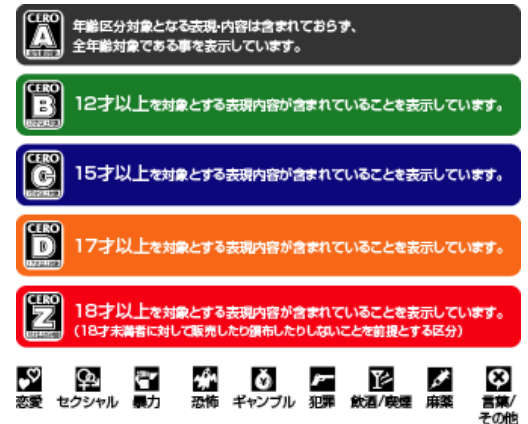 CERO
A
年齢区分対象となる表現・内容は含まれておらず、
全年齢対象である事を表示しています。
CERO
B
12才以上を対象とする表現内容が含まれていることを表示しています。
CERO
C
15才以上を対象とする表現内容が含まれていることを表示しています。
CERO
D
17才以上を対象とする表現内容が含まれていることを表示しています。
CERO
Z
18才以上を対象とする表現内容が含まれていることを表示しています。
(18才未満者に対して販売したり頒布したりしないことを前提とする区分)
恋愛 セクシャル 暴力 恐怖 ギャンブル 犯罪 飲酒/喫煙 麻薬 言葉/
その他